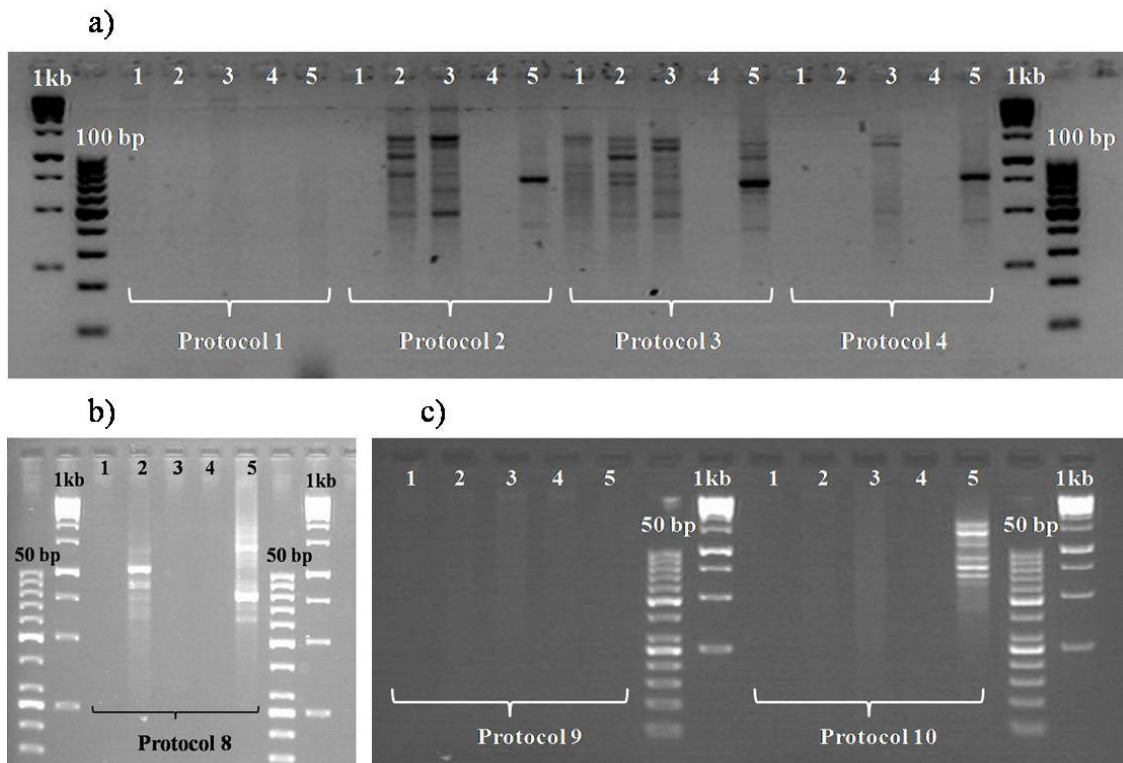 a)
1kb 1 2 3 4 5 1 2 3 4 5 1 2 3 4 5 1 2 3 4 5 1kb
100 bp 100 bp
Protocol 1 Protocol 2 Protocol 3 Protocol 4
b) c)
1kb 1 2 3 4 5 1kb
50 bp 50 bp
Protocol 8
1 2 3 4 5 1kb 1 2 3 4 5 1kb
50 bp 50 bp
Protocol 9 Protocol 10